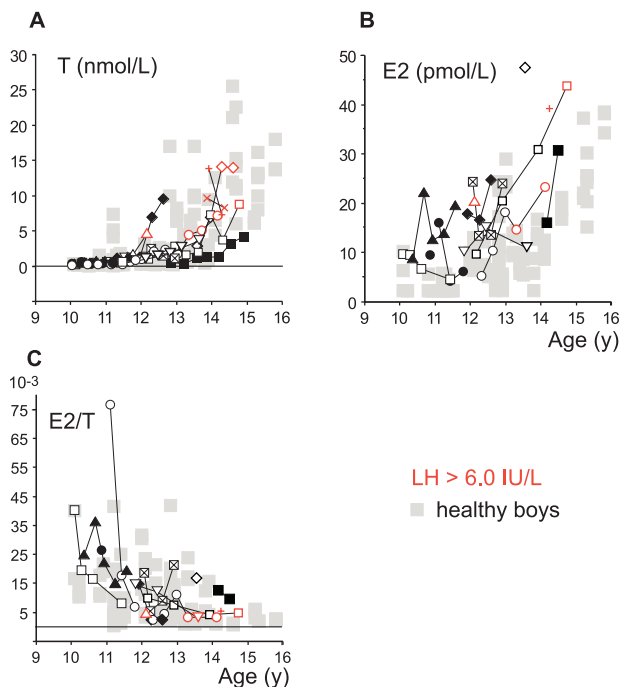 A
T (nmol/L)
30
25
20
15
10
5
0
9 10 11 12 13 14 15 16
B
E2 (pmol/L)
50
40
30
20
10
0
9 10 11 12 13 14 15 16
Age (y)
C
10-3
E2/T
75
65
55
45
35
25
15
5
9 10 11 12 13 14 15 16
Age (y)
LH > 6.0 IU/L
healthy boys